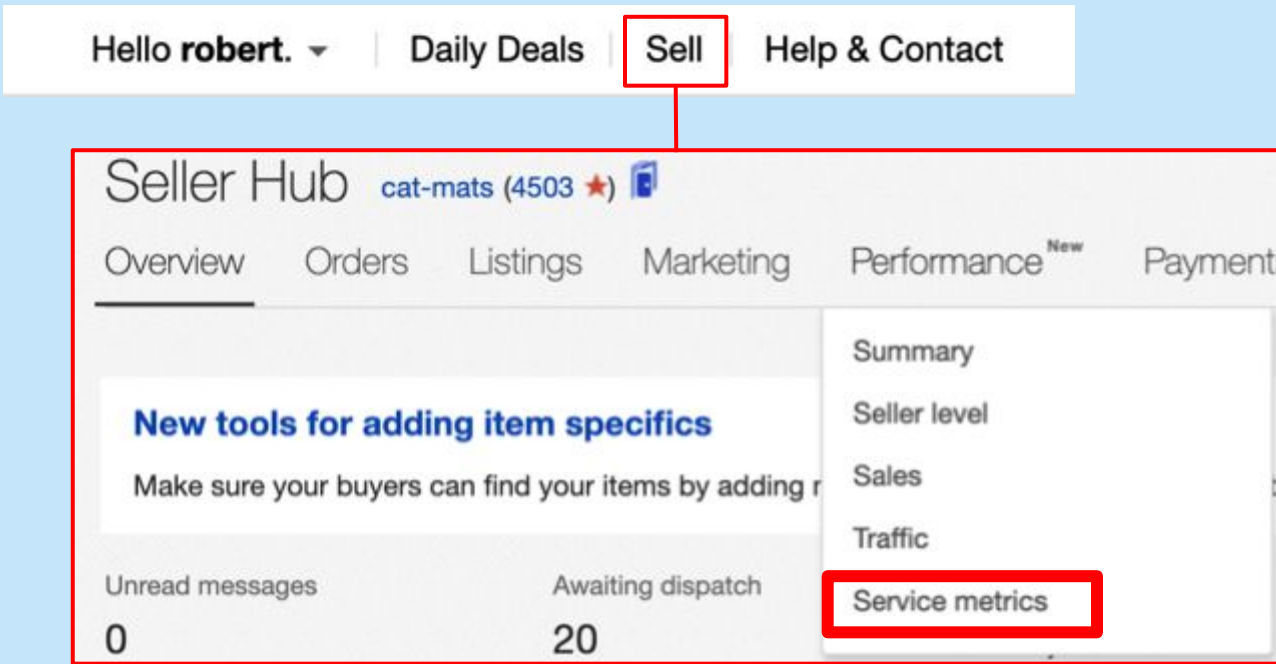 Hello robert. Daily Deals Sell Help & Contact
Seller Hub cat-mats (4503)
Overview Orders Listings Marketing Performance New Payment
Summary
New tools for adding item specifics
Seller level
Make sure your buyers can find your items by adding
Sales
Traffic
Unread messages Awaiting dispatch
Service metrics
0 20